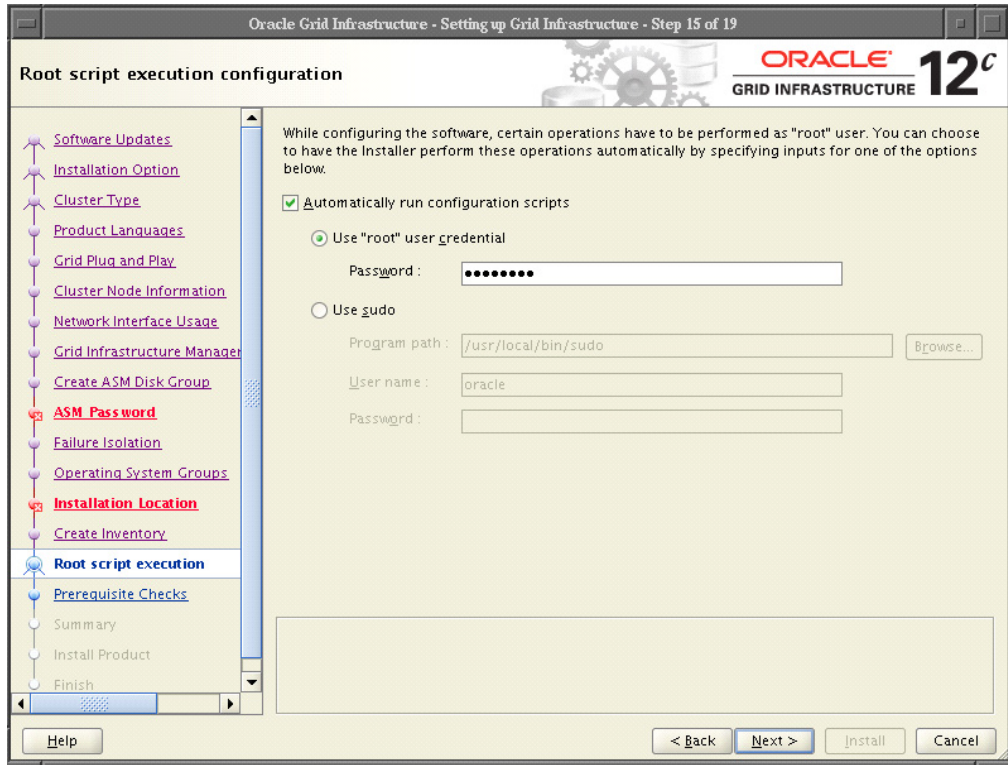 Oracle Grid Infrastructure - Setting up Grid Infrastructure - Step 15 of 19
Root script execution configuration
ORACLE
GRID INFRASTRUCTURE
12c
Software Updates
Installation Option
Cluster Type
Product Languages
Grid Plug and Play
Cluster Node Information
Network Interface Usage
Grid Infrastructure Manager
Create ASM Disk Group
ASM Password
Failure Isolation
Operating System Groups
Installation Location
Create Inventory
Root script execution
Prerequisite Checks
Summary
Install Product
Finish
While configuring the software, certain operations have to be performed as "root" user. You can choose
to have the Installer perform these operations automatically by specifying inputs for one of the options
below.
Automatically run configuration scripts
Use "root" user credential
Password :
••••••••
Use sudo
Program path :
/usr/local/bin/sudo
Browse...
User name :
oracle
Password :
Help
< Back
Next >
Install
Cancel